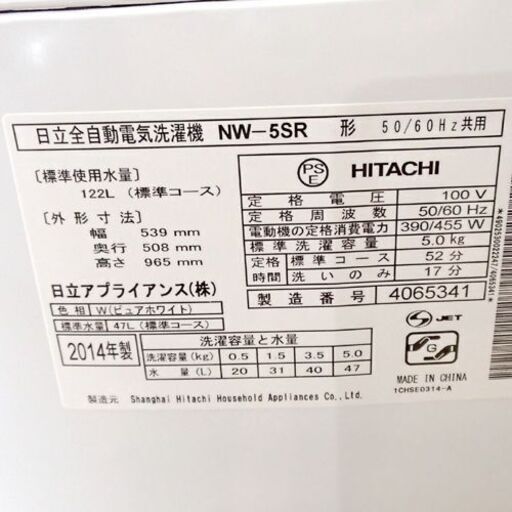 日立全自動電気洗濯機 NW-5SR 形 50/60Hz共用
〔標準使用水量〕
122L (標準コース)
〔外形寸法〕
幅 539 mm
奥行 508 mm
高さ 965 mm
日立アプライアンス(株)
色相 W(ピュアホワイト)
標準水量 47L (標準コース)
PS
E
HITACHI
定格電圧 100 V
定格周波数 50/60 Hz
電動機の定格消費電力 390/455 W
標準洗濯容量 5.0 kg
定格時間 標準コース 52 分
洗いのみ 17 分
製造番号 4065341
2014年製
洗濯容量と水量
洗濯容量(kg) 0.5 1.5 3.5 5.0
水量(L) 20 31 40 47
JET
G
MADE IN CHINA
1CHSE0314-A
製造元 Shanghai Hitachi Household Appliances Co.,Ltd.